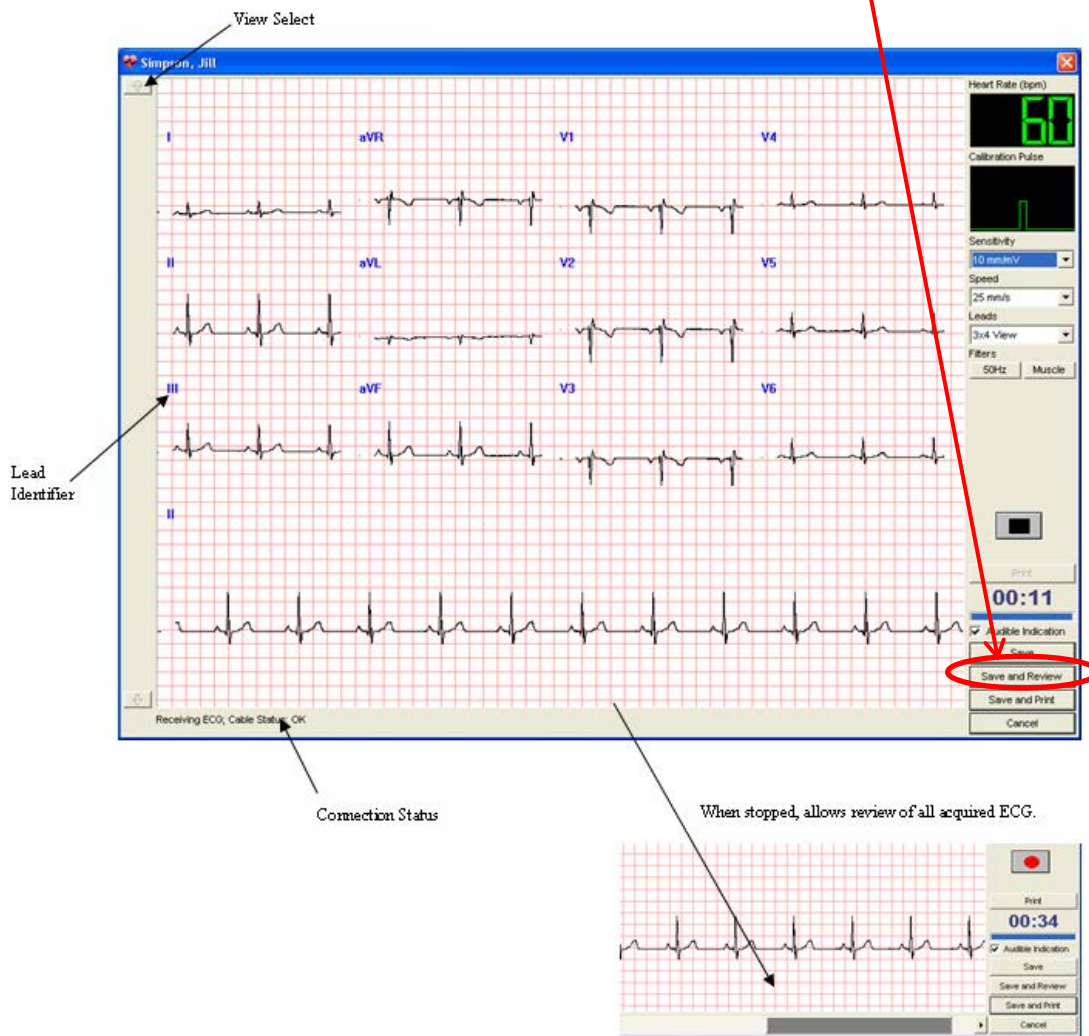 View Select
Simpson, Jill
Heart Rate (bpm)
60
I aVR V1 V4
Calibration Pulse
Sensitivity
10 mm/mV
II aVL V2 V5
Speed
25 mm/s
Leads
3x4 View
Filters
50Hz Muscle
III aVF V3 V6
Lead
Identifier
II
Print
00:11
Audible Indication
Save
Save and Review
Save and Print
Cancel
Receiving ECG; Cable Status: OK
Connection Status
When stopped, allows review of all acquired ECG.
Print
00:34
Audible Indication
Save
Save and Review
Save and Print
Cancel